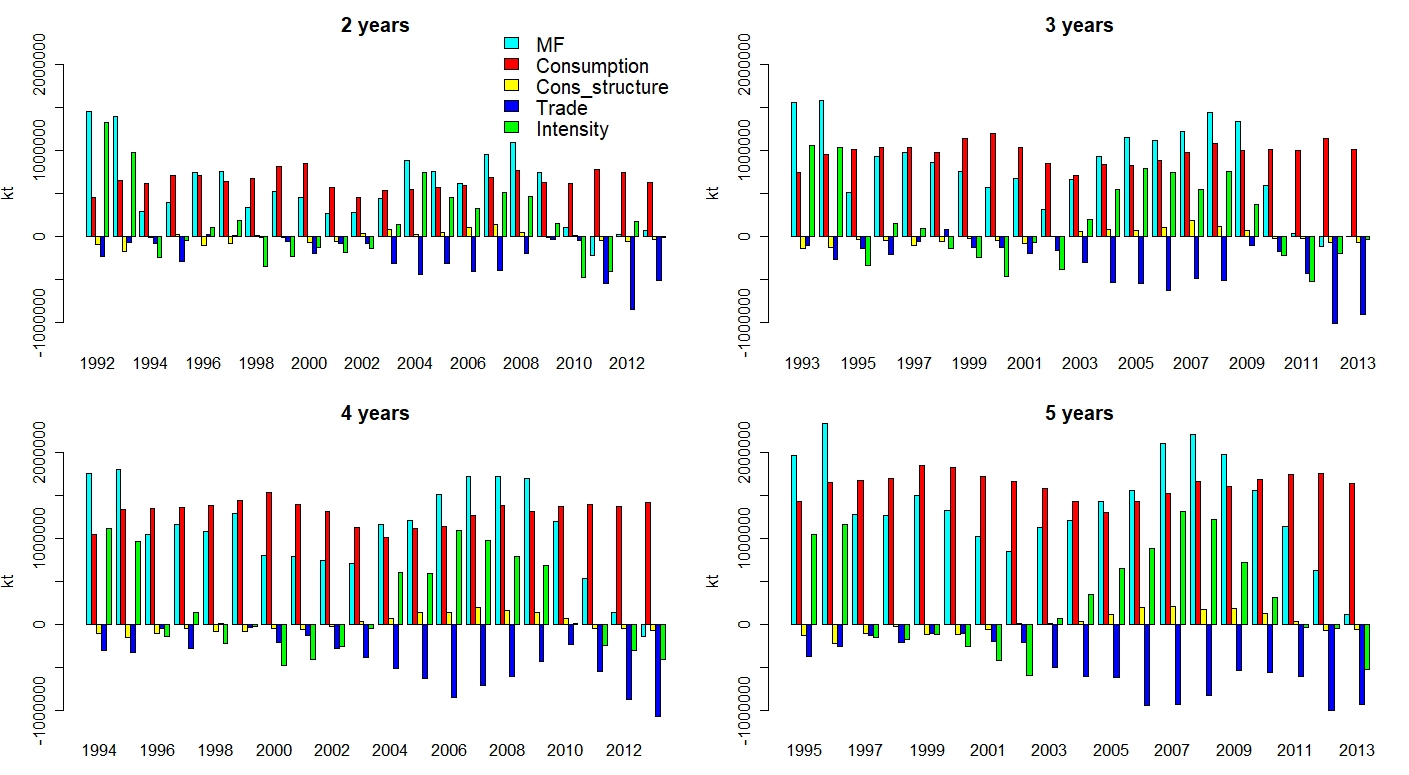 2 years
MF
Consumption
Cons_structure
Trade
Intensity
kt
-1000000 0 1000000 2000000
1992 1994 1996 1998 2000 2002 2004 2006 2008 2010 2012
3 years
kt
-1000000 0 1000000 2000000
1993 1995 1997 1999 2001 2003 2005 2007 2009 2011 2013
4 years
kt
-1000000 0 1000000 2000000
1994 1996 1998 2000 2002 2004 2006 2008 2010 2012
5 years
kt
-1000000 0 1000000 2000000
1995 1997 1999 2001 2003 2005 2007 2009 2011 2013